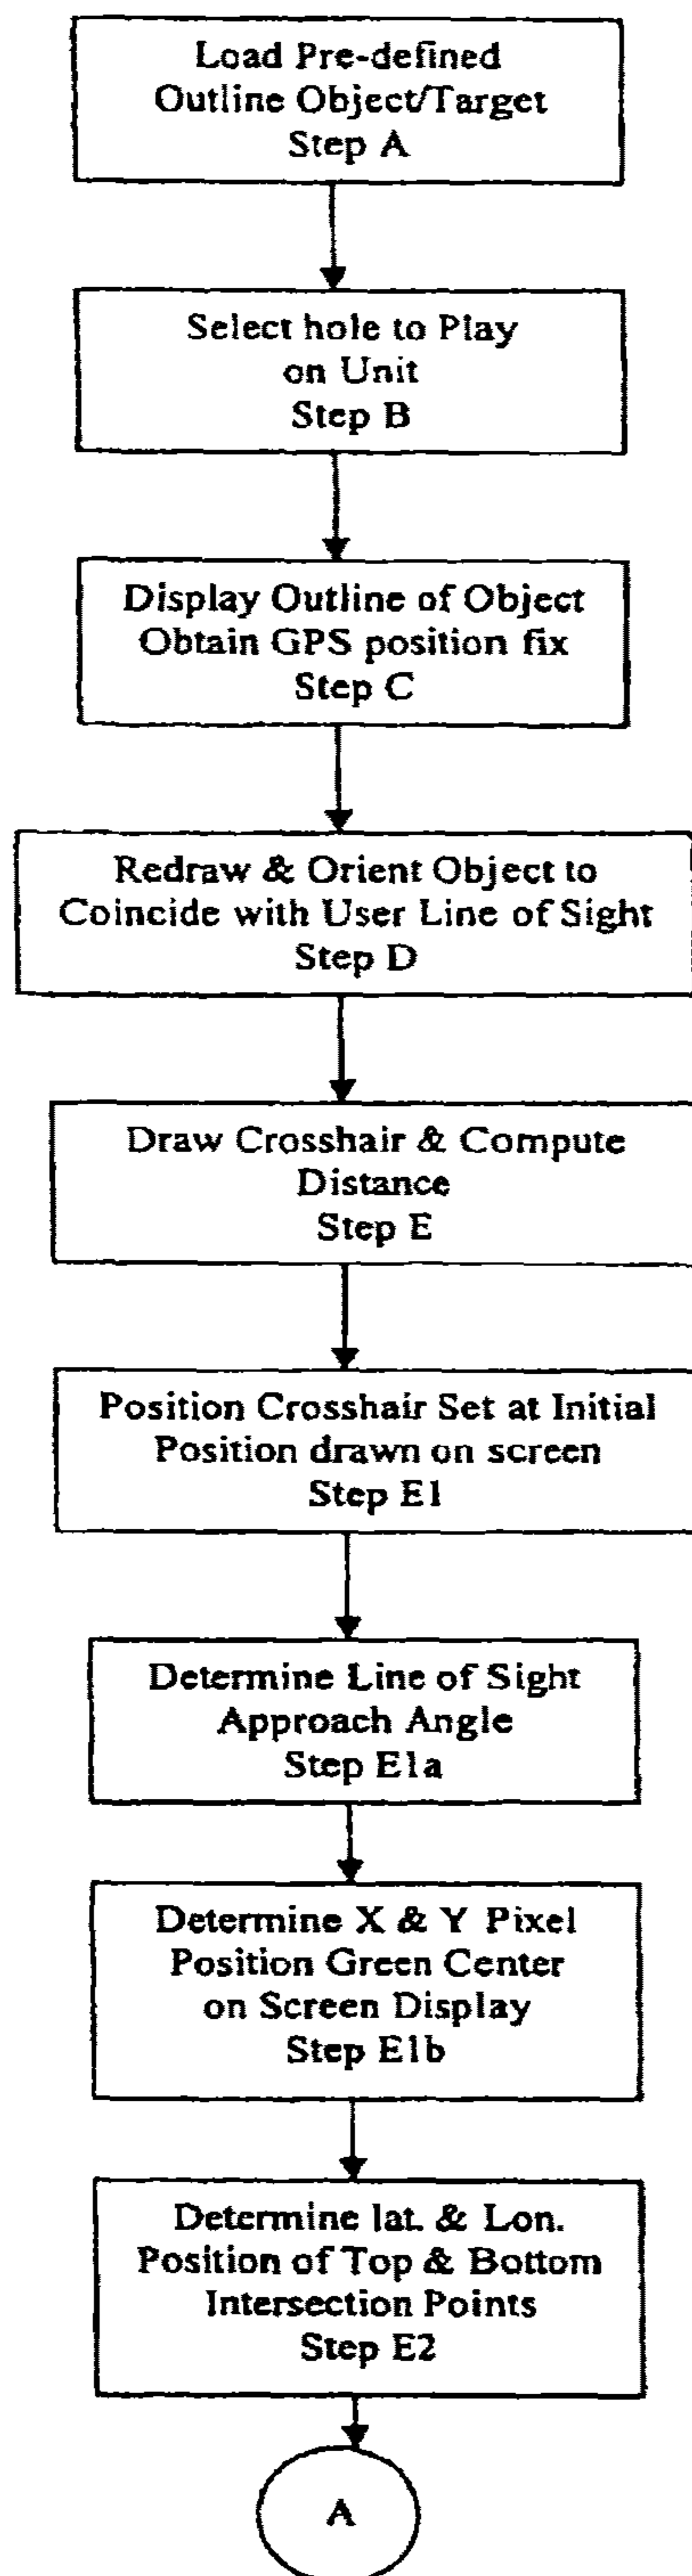 Load Pre-defined
Outline Object/Target
Step A
Select hole to Play
on Unit
Step B
Display Outline of Object
Obtain GPS position fix
Step C
Redraw & Orient Object to
Coincide with User Line of Sight
Step D
Draw Crosshair & Compute
Distance
Step E
Position Crosshair Set at Initial
Position drawn on screen
Step E1
Determine Line of Sight
Approach Angle
Step E1a
Determine X & Y Pixel
Position Green Center
on Screen Display
Step E1b
Determine lat. & Lon.
Position of Top & Bottom
Intersection Points
Step E2
A